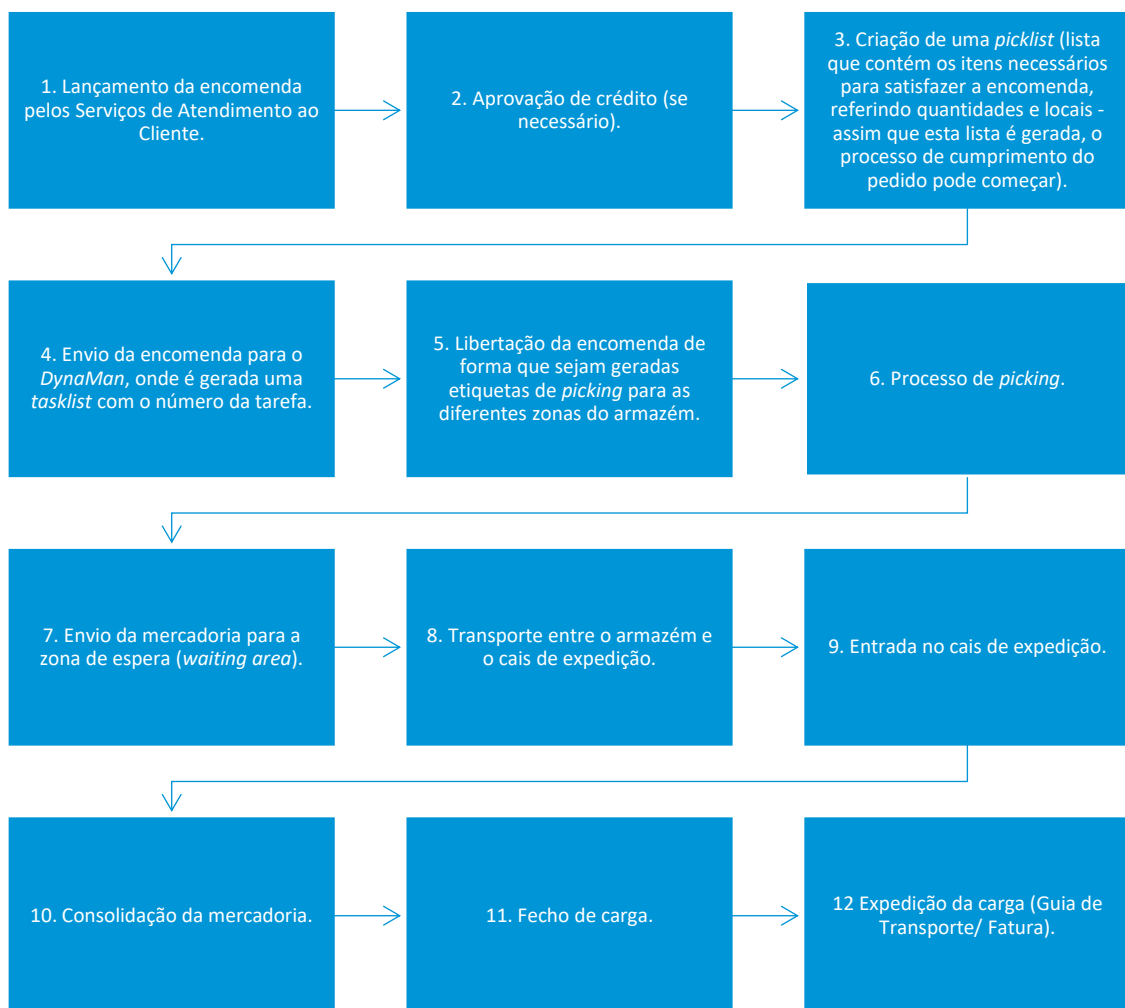 1. Lançamento da encomenda
pelos Serviços de Atendimento ao
Cliente.
2. Aprovação de crédito (se
necessário).
3. Criação de uma picklist (lista
que contém os itens necessários
para satisfazer a encomenda,
referindo quantidades e locais -
assim que esta lista é gerada, o
processo de cumprimento do
pedido pode começar).
4. Envio da encomenda para o
DynaMan, onde é gerada uma
tasklist com o número da tarefa.
5. Libertação da encomenda de
forma que sejam geradas
etiquetas de picking para as
diferentes zonas do armazém.
6. Processo de picking.
7. Envio da mercadoria para a
zona de espera (waiting area).
8. Transporte entre o armazém e
o cais de expedição.
9. Entrada no cais de expedição.
10. Consolidação da mercadoria.
11. Fecho de carga.
12 Expedição da carga (Guia de
Transporte/ Fatura).